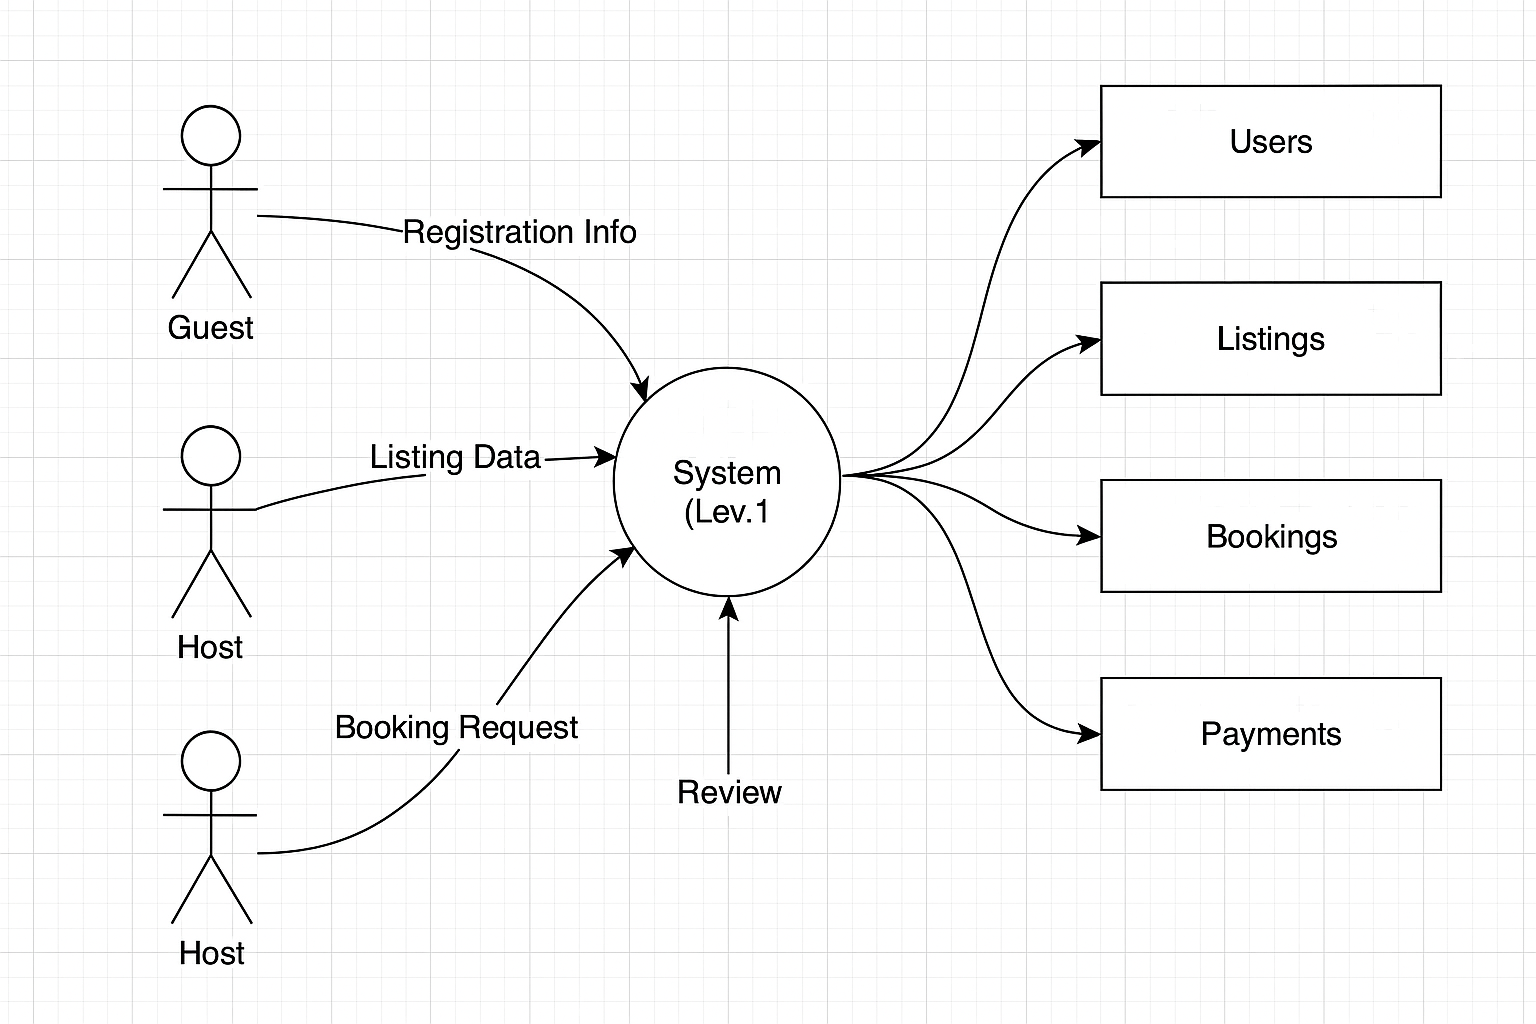 Guest
Registration Info
Host
Listing Data
Host
Booking Request
System
(Lev.1
Review
Users
Listings
Bookings
Payments